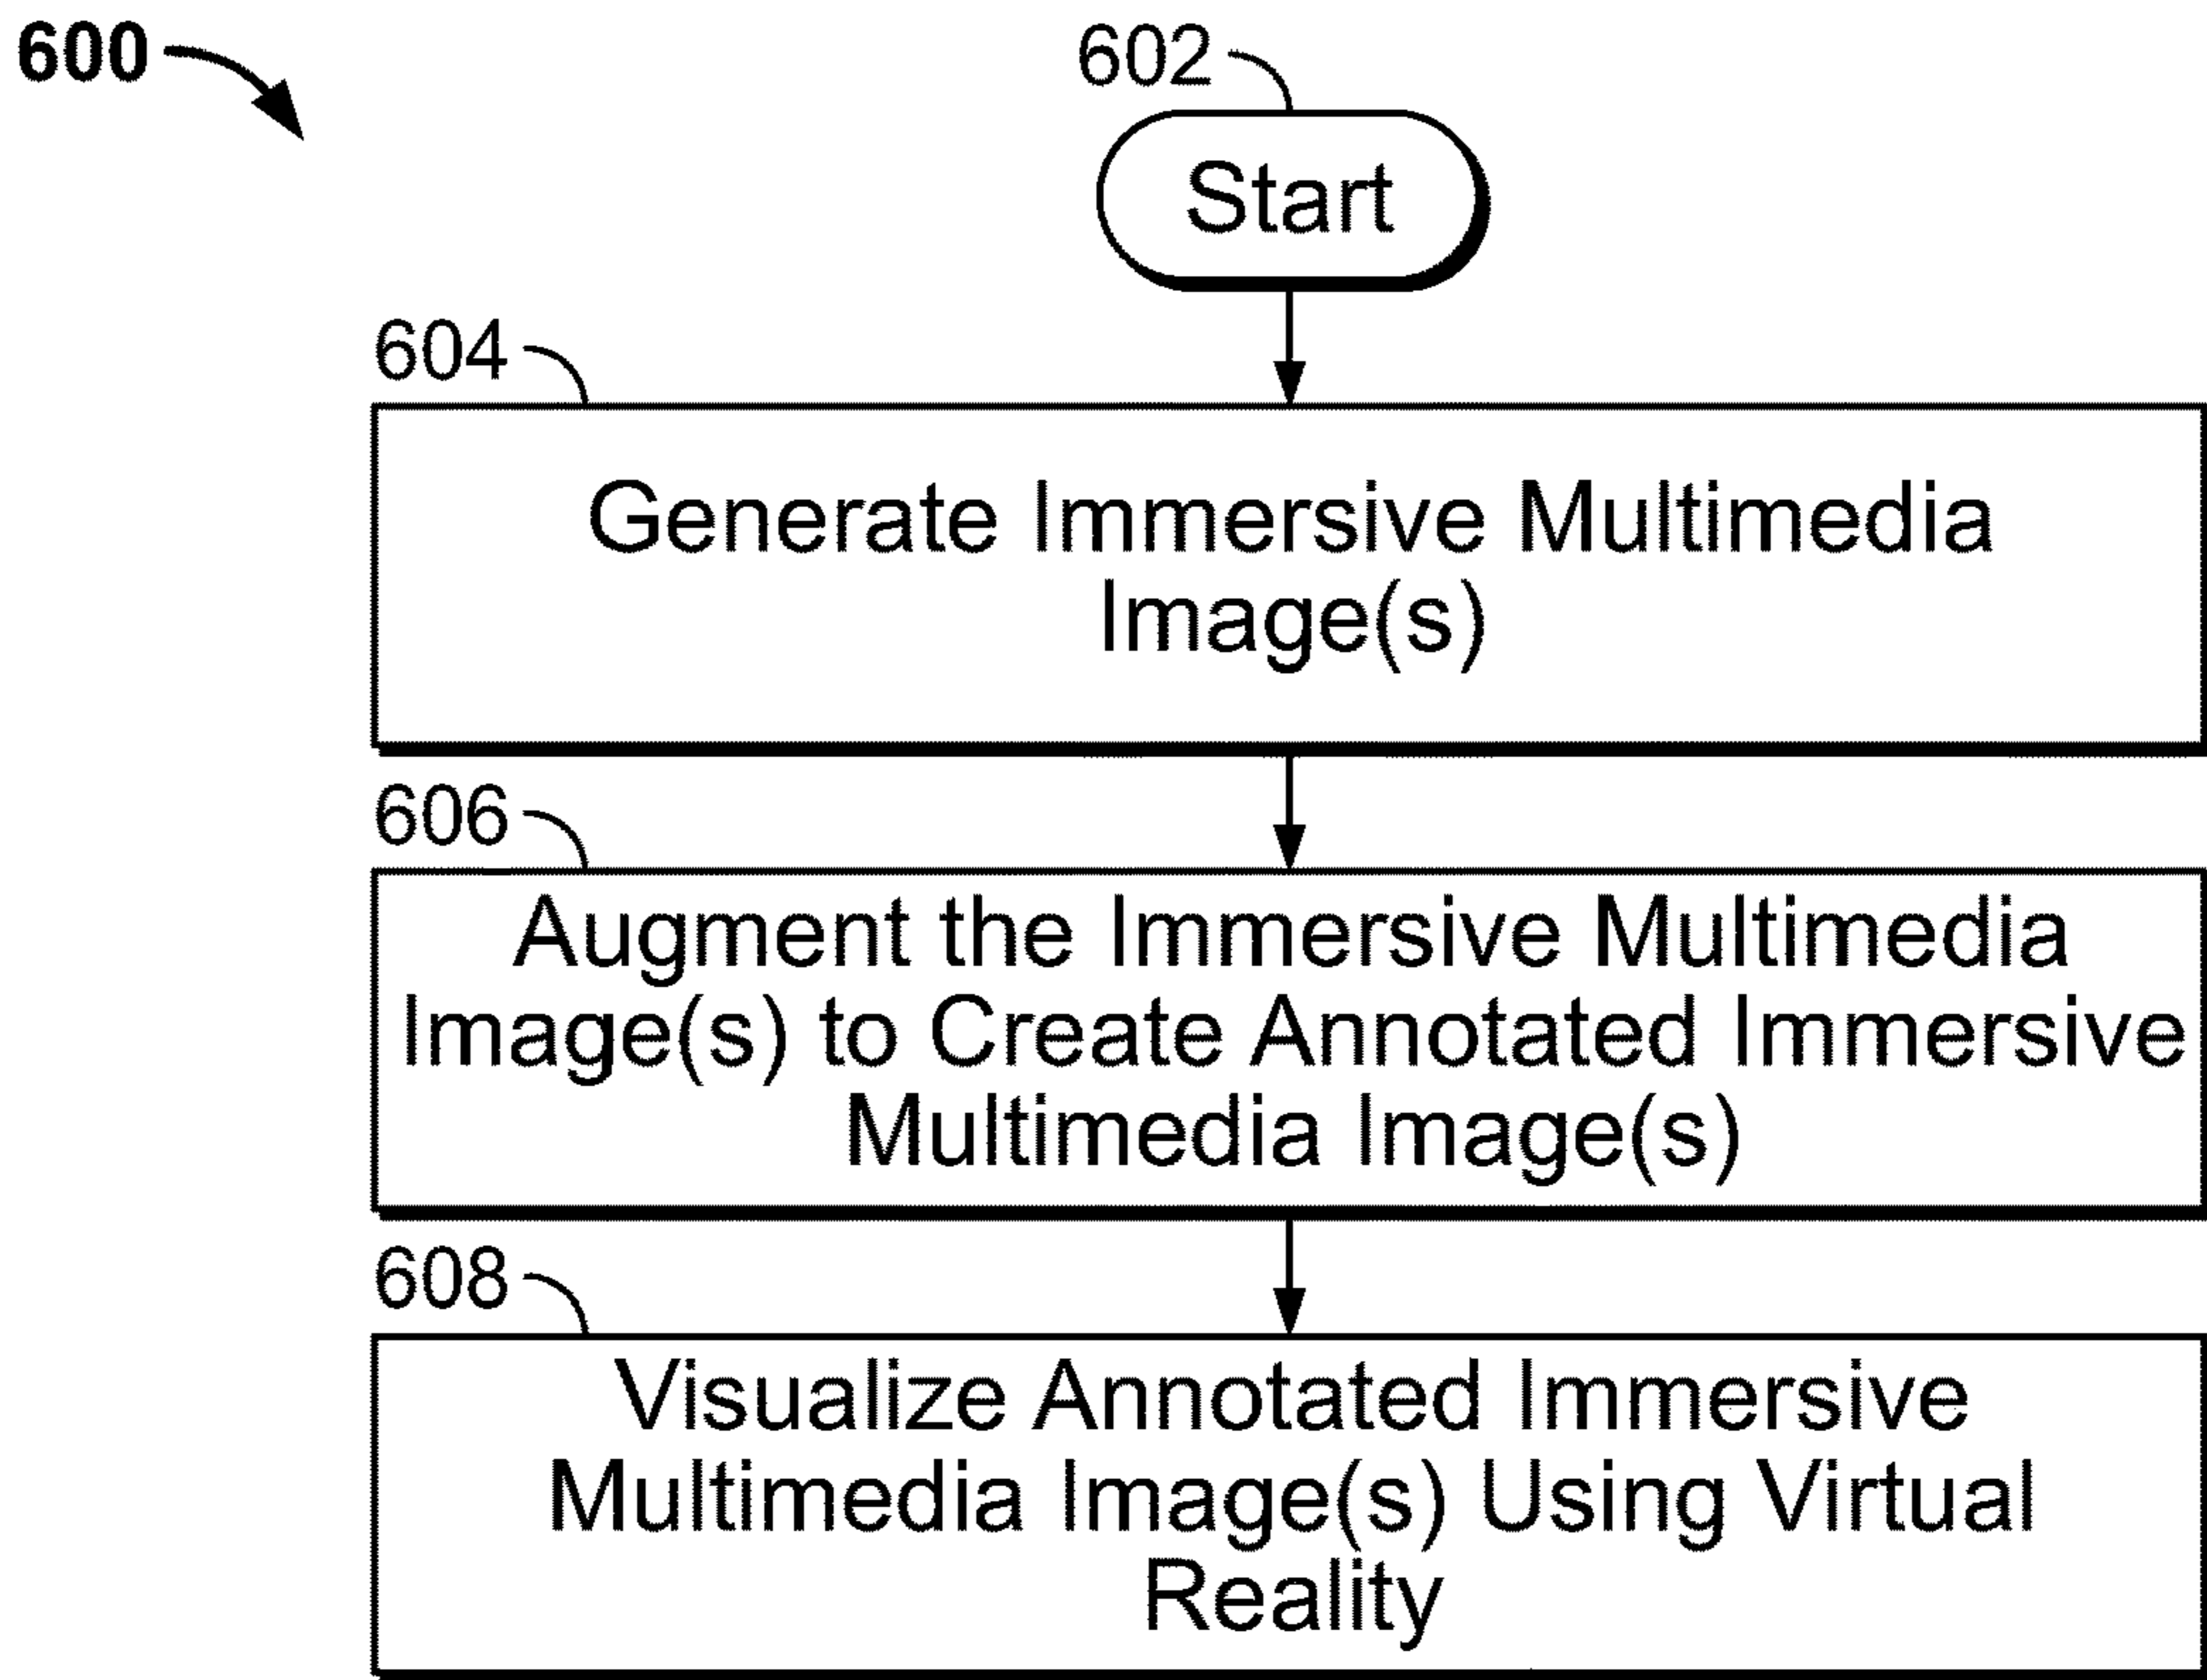 600
602
Start
604
Generate Immersive Multimedia
Image(s)
606
Augment the Immersive Multimedia
Image(s) to Create Annotated Immersive
Multimedia Image(s)
608
Visualize Annotated Immersive
Multimedia Image(s) Using Virtual
Reality